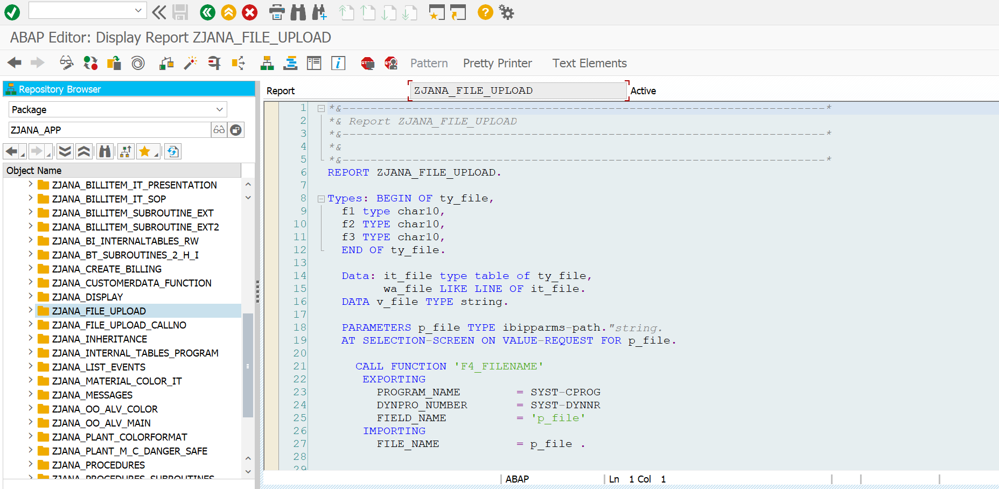 ABAP Editor: Display Report ZJANA_FILE_UPLOAD
Pattern Pretty Printer Text Elements
Repository Browser
Package
ZJANA_APP
Object Name
ZJANA_BILLITEM_IT_PRESENTATION
ZJANA_BILLITEM_IT_SOP
ZJANA_BILLITEM_SUBROUTINE_EXT
ZJANA_BILLITEM_SUBROUTINE_EXT2
ZJANA_BI_INTERNALTABLES_RW
ZJANA_BT_SUBROUTINES_2_H_I
ZJANA_CREATE_BILLING
ZJANA_CUSTOMERDATA_FUNCTION
ZJANA_DISPLAY
ZJANA_FILE_UPLOAD
ZJANA_FILE_UPLOAD_CALLNO
ZJANA_INHERITANCE
ZJANA_INTERNAL_TABLES_PROGRAM
ZJANA_LIST_EVENTS
ZJANA_MATERIAL_COLOR_IT
ZJANA_MESSAGES
ZJANA_OO_ALV_COLOR
ZJANA_OO_ALV_MAIN
ZJANA_PLANT_COLORFORMAT
ZJANA_PLANT_M_C_DANGER_SAFE
ZJANA_PROCEDURES
ZJANA_PROCEDURES_SUBROUTINES
Report ZJANA_FILE_UPLOAD Active
1 *&---------------------------------------------------------------------*
2 *& Report ZJANA_FILE_UPLOAD
3 *&---------------------------------------------------------------------*
4 *&
5 *&---------------------------------------------------------------------*
6 REPORT ZJANA_FILE_UPLOAD.
7
8 Types: BEGIN OF ty_file,
9 f1 type char10,
10 f2 TYPE char10,
11 f3 TYPE char10,
12 END OF ty_file.
13
14 Data: it_file type table of ty_file,
15 wa_file LIKE LINE OF it_file.
16 DATA v_file TYPE string.
17
18 PARAMETERS p_file TYPE ibipparms-path."string.
19 AT SELECTION-SCREEN ON VALUE-REQUEST FOR p_file.
20
21 CALL FUNCTION 'F4_FILENAME'
22 EXPORTING
23 PROGRAM_NAME = SYST-CPROG
24 DYNPRO_NUMBER = SYST-DYNNR
25 FIELD_NAME = 'p_file'
26 IMPORTING
27 FILE_NAME = p_file .
28
29
ABAP Ln 1 Col 1